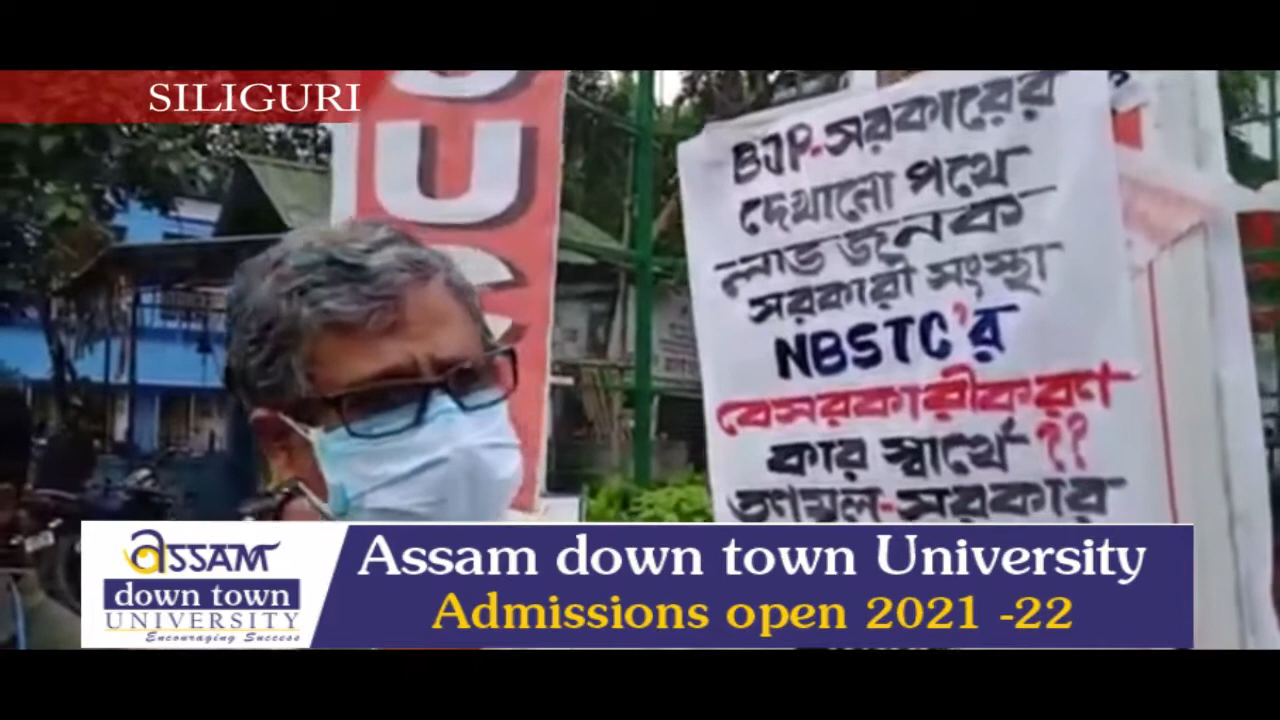 SILIGURI
U
BJP-সরকারের
দেখানো পথে
লাভ জনক
সরকারী সংস্থা
NBSTC'র
বেসরকারীকরণ
কার স্বার্থে ??
তৃণমূল-সরকার
ASSAM
down town
UNIVERSITY
Encouraging Success
Assam down town University
Admissions open 2021 -22